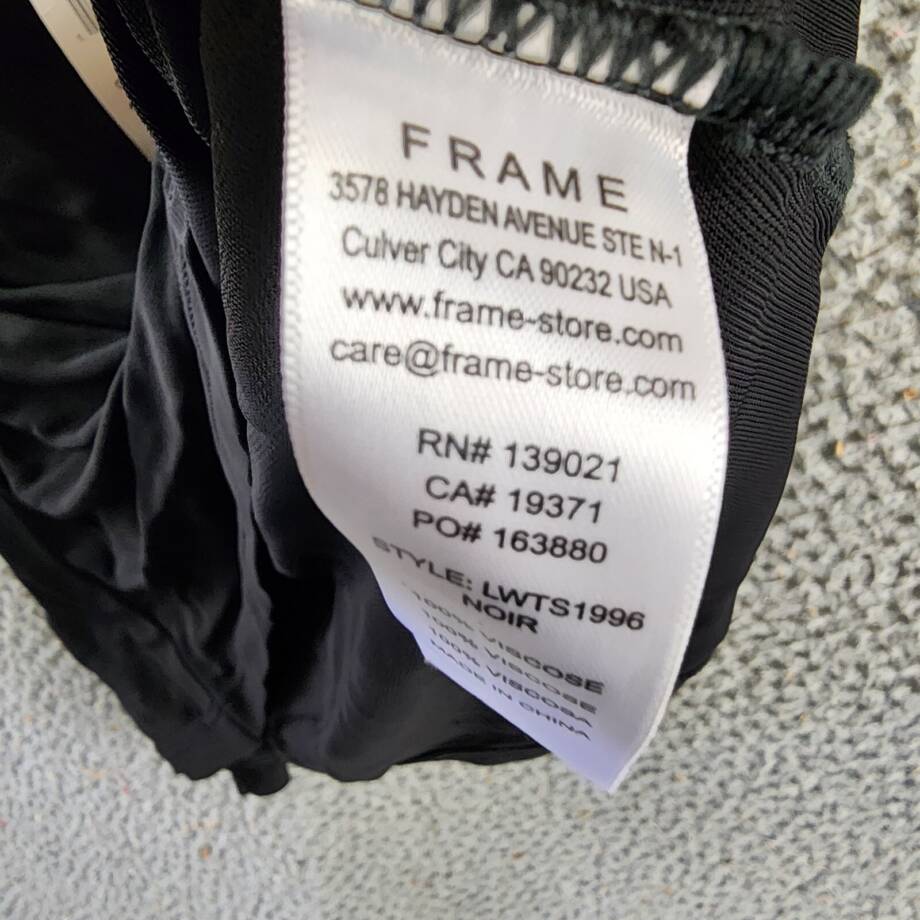 FRAME
3578 HAYDEN AVENUE STE N-1
Culver City CA 90232 USA
www.frame-store.com
care@frame-store.com
RN# 139021
CA# 19371
PO# 163880
STYLE: LWTS1996
NOIR
100% VISCOSE
100% VISCOSE
100% VISCOSA
MADE IN CHINA